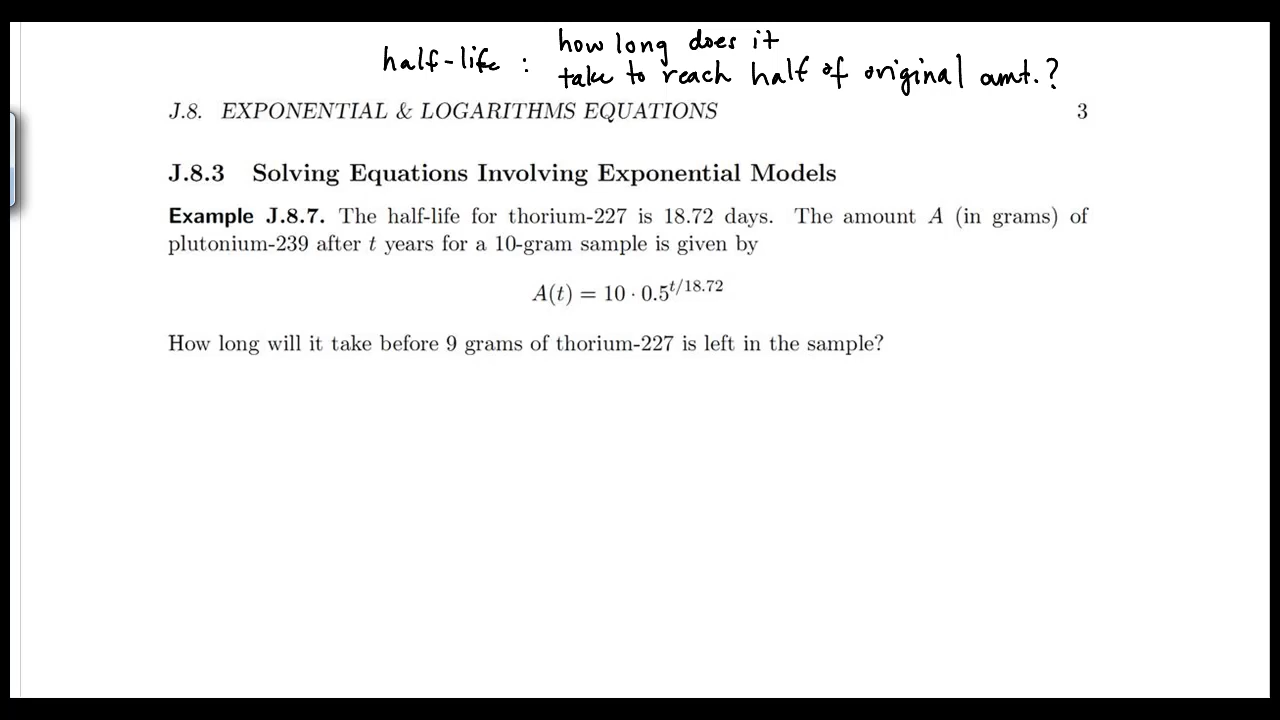 half-life : how long does it
take to reach half of original amt.?
J.8. EXPONENTIAL & LOGARITHMS EQUATIONS 3
J.8.3 Solving Equations Involving Exponential Models
Example J.8.7. The half-life for thorium-227 is 18.72 days. The amount A (in grams) of
plutonium-239 after t years for a 10-gram sample is given by
A(t) = 10 · 0.5^{t/18.72}
How long will it take before 9 grams of thorium-227 is left in the sample?